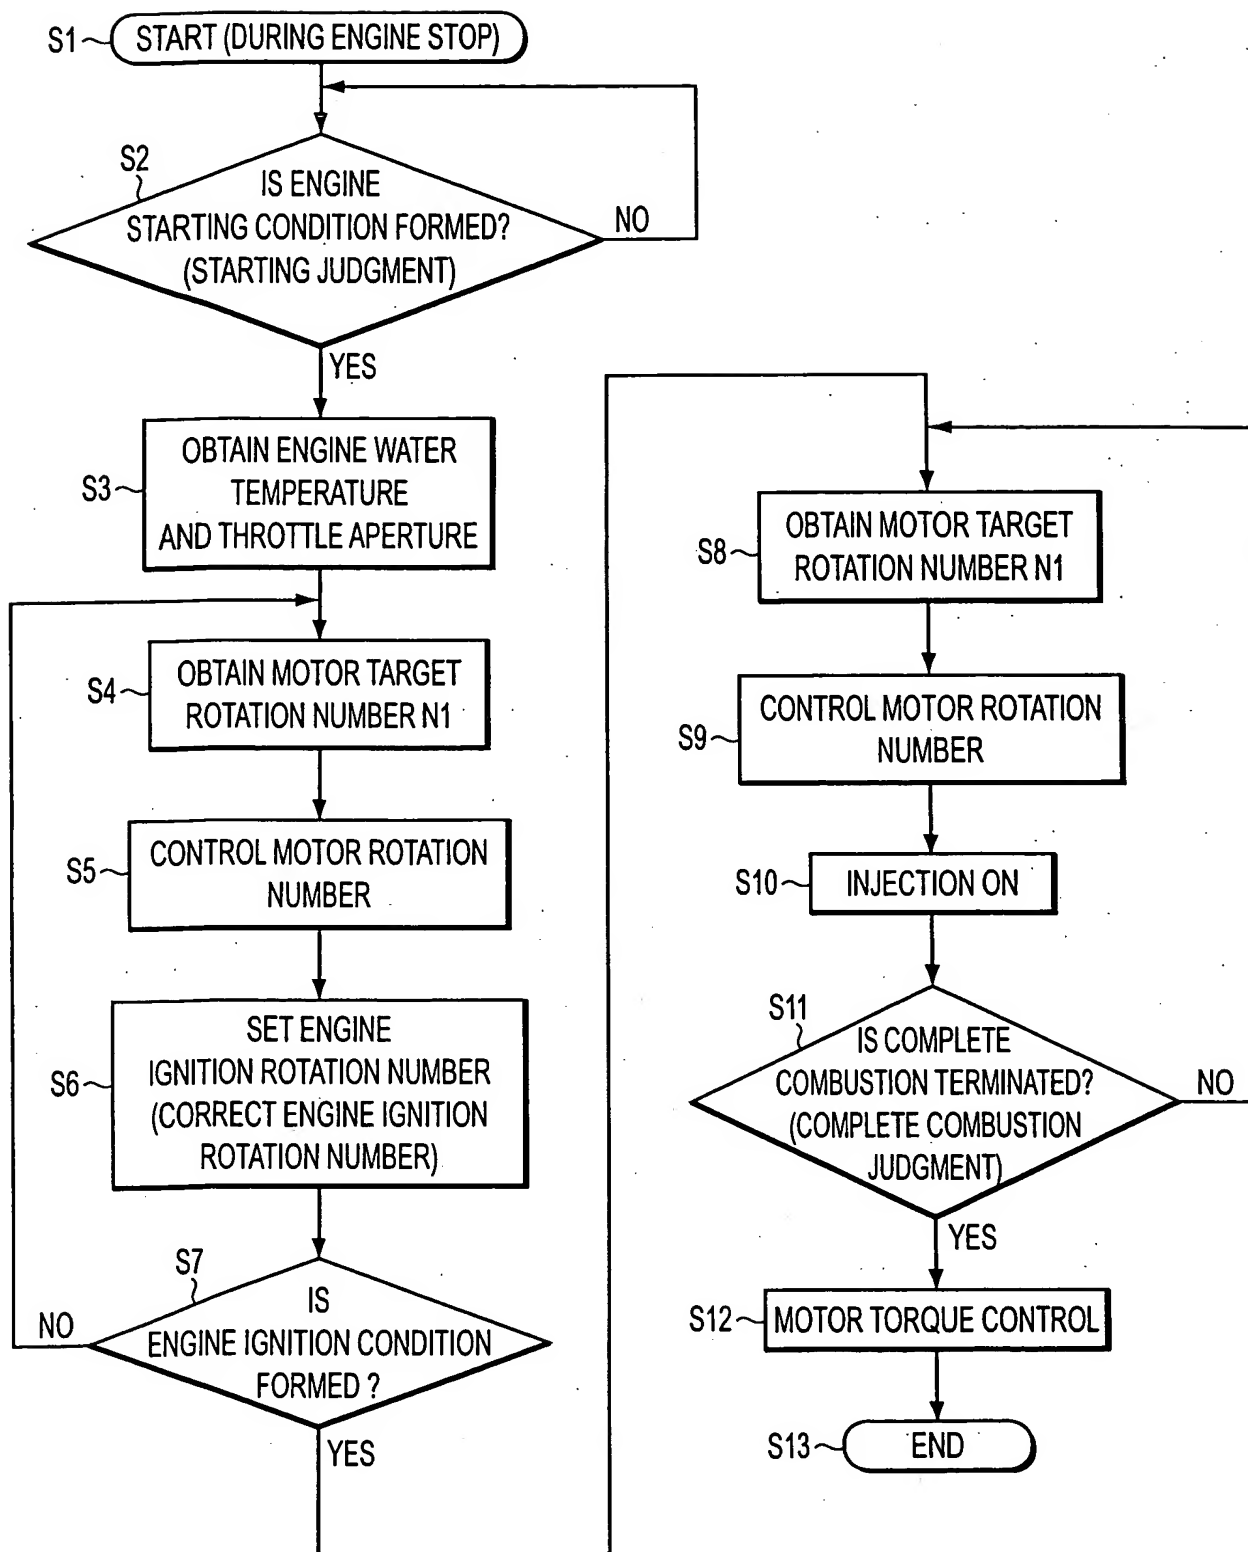 S1
START (DURING ENGINE STOP)
S2
IS ENGINE
STARTING CONDITION FORMED?
(STARTING JUDGMENT)
NO
YES
S3
OBTAIN ENGINE WATER
TEMPERATURE
AND THROTTLE APERTURE
S4
OBTAIN MOTOR TARGET
ROTATION NUMBER N1
S5
CONTROL MOTOR ROTATION
NUMBER
S6
SET ENGINE
IGNITION ROTATION NUMBER
(CORRECT ENGINE IGNITION
ROTATION NUMBER)
S7
IS
ENGINE IGNITION CONDITION
FORMED ?
NO
YES
S8
OBTAIN MOTOR TARGET
ROTATION NUMBER N1
S9
CONTROL MOTOR ROTATION
NUMBER
S10
INJECTION ON
S11
IS COMPLETE
COMBUSTION TERMINATED?
(COMPLETE COMBUSTION
JUDGMENT)
NO
YES
S12
MOTOR TORQUE CONTROL
S13
END